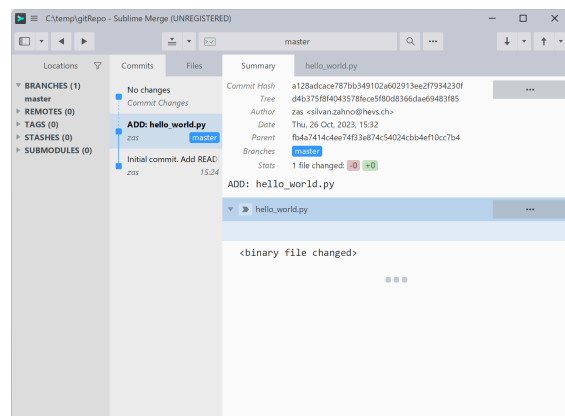 C:\temp\gitRepo - Sublime Merge (UNREGISTERED)
master
Locations
Commits
Files
Summary
hello_world.py
BRANCHES (1)
master
REMOTES (0)
TAGS (0)
STASHES (0)
SUBMODULES (0)
No changes
Commit Changes
ADD: hello_world.py
zas master
Initial commit. Add READ
zas 15:24
Commit Hash a128adcace787bb349102a602913ee2f7934230f
Tree d4b375f8f4043578fece5f80d8366dae69483f85
Author zas <silvan.zahno@hevs.ch>
Date Thu, 26 Oct, 2023, 15:32
Parent fb4a7414c4ee74f33e874c54024cbb4ef10cc7b4
Branches master
Stats 1 file changed: -0 +0
ADD: hello_world.py
hello_world.py
<binary file changed>